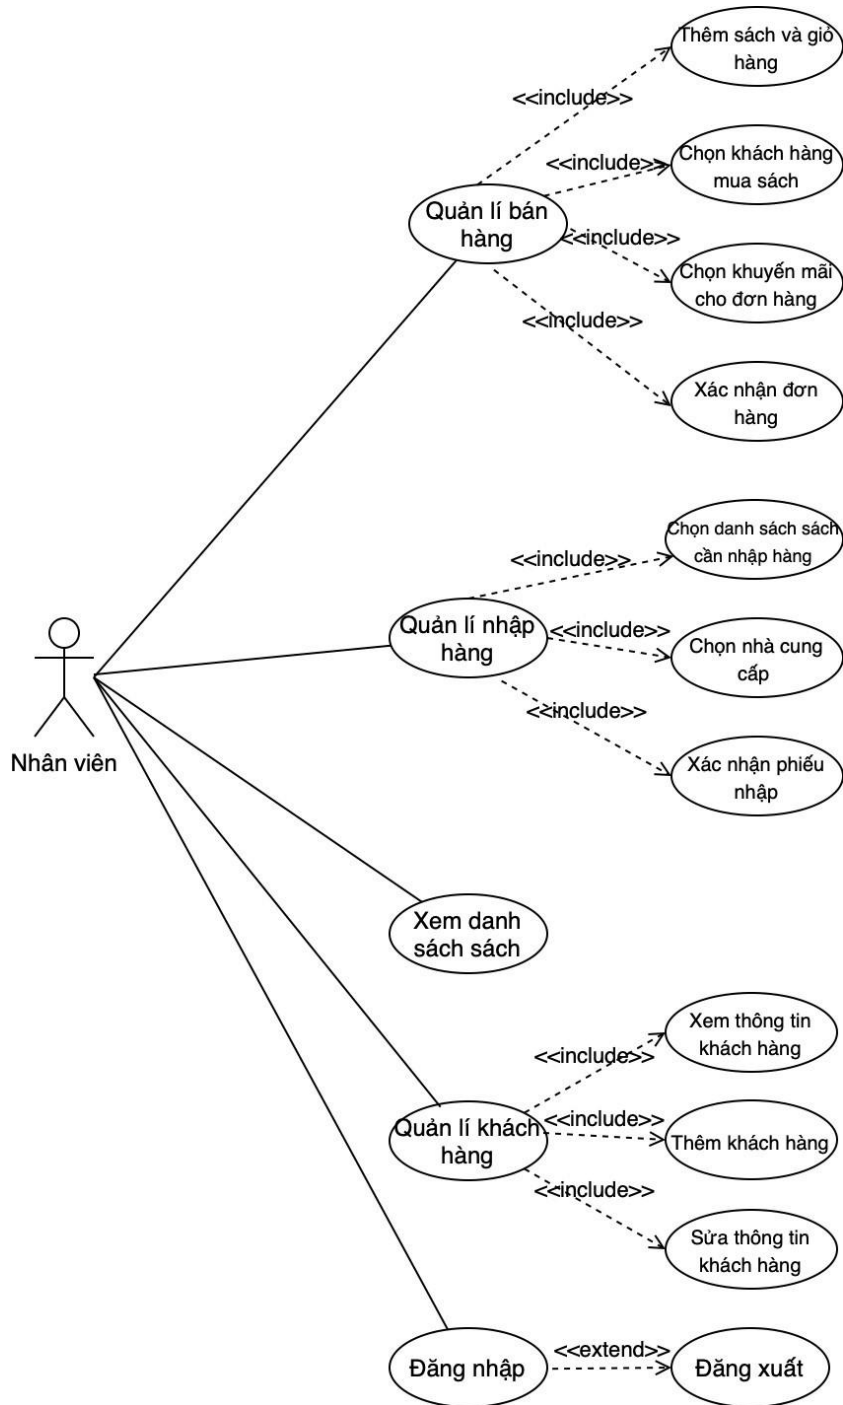 Thêm sách và giỏ
hàng
<<include>>
Chọn khách hàng
mua sách
<<include>>
Quản lí bán
hàng
<<include>>
Chọn khuyến mãi
cho đơn hàng
<<include>>
Xác nhận đơn
hàng
Chọn danh sách sách
cần nhập hàng
<<include>>
Quản lí nhập
hàng
<<include>>
Chọn nhà cung
cấp
<<include>>
Xác nhận phiếu
nhập
Nhân viên
Xem danh
sách sách
Xem thông tin
khách hàng
<<include>>
Quản lí khách
hàng
<<include>>
Thêm khách hàng
<<include>>
Sửa thông tin
khách hàng
Đăng nhập
<<extend>>
Đăng xuất